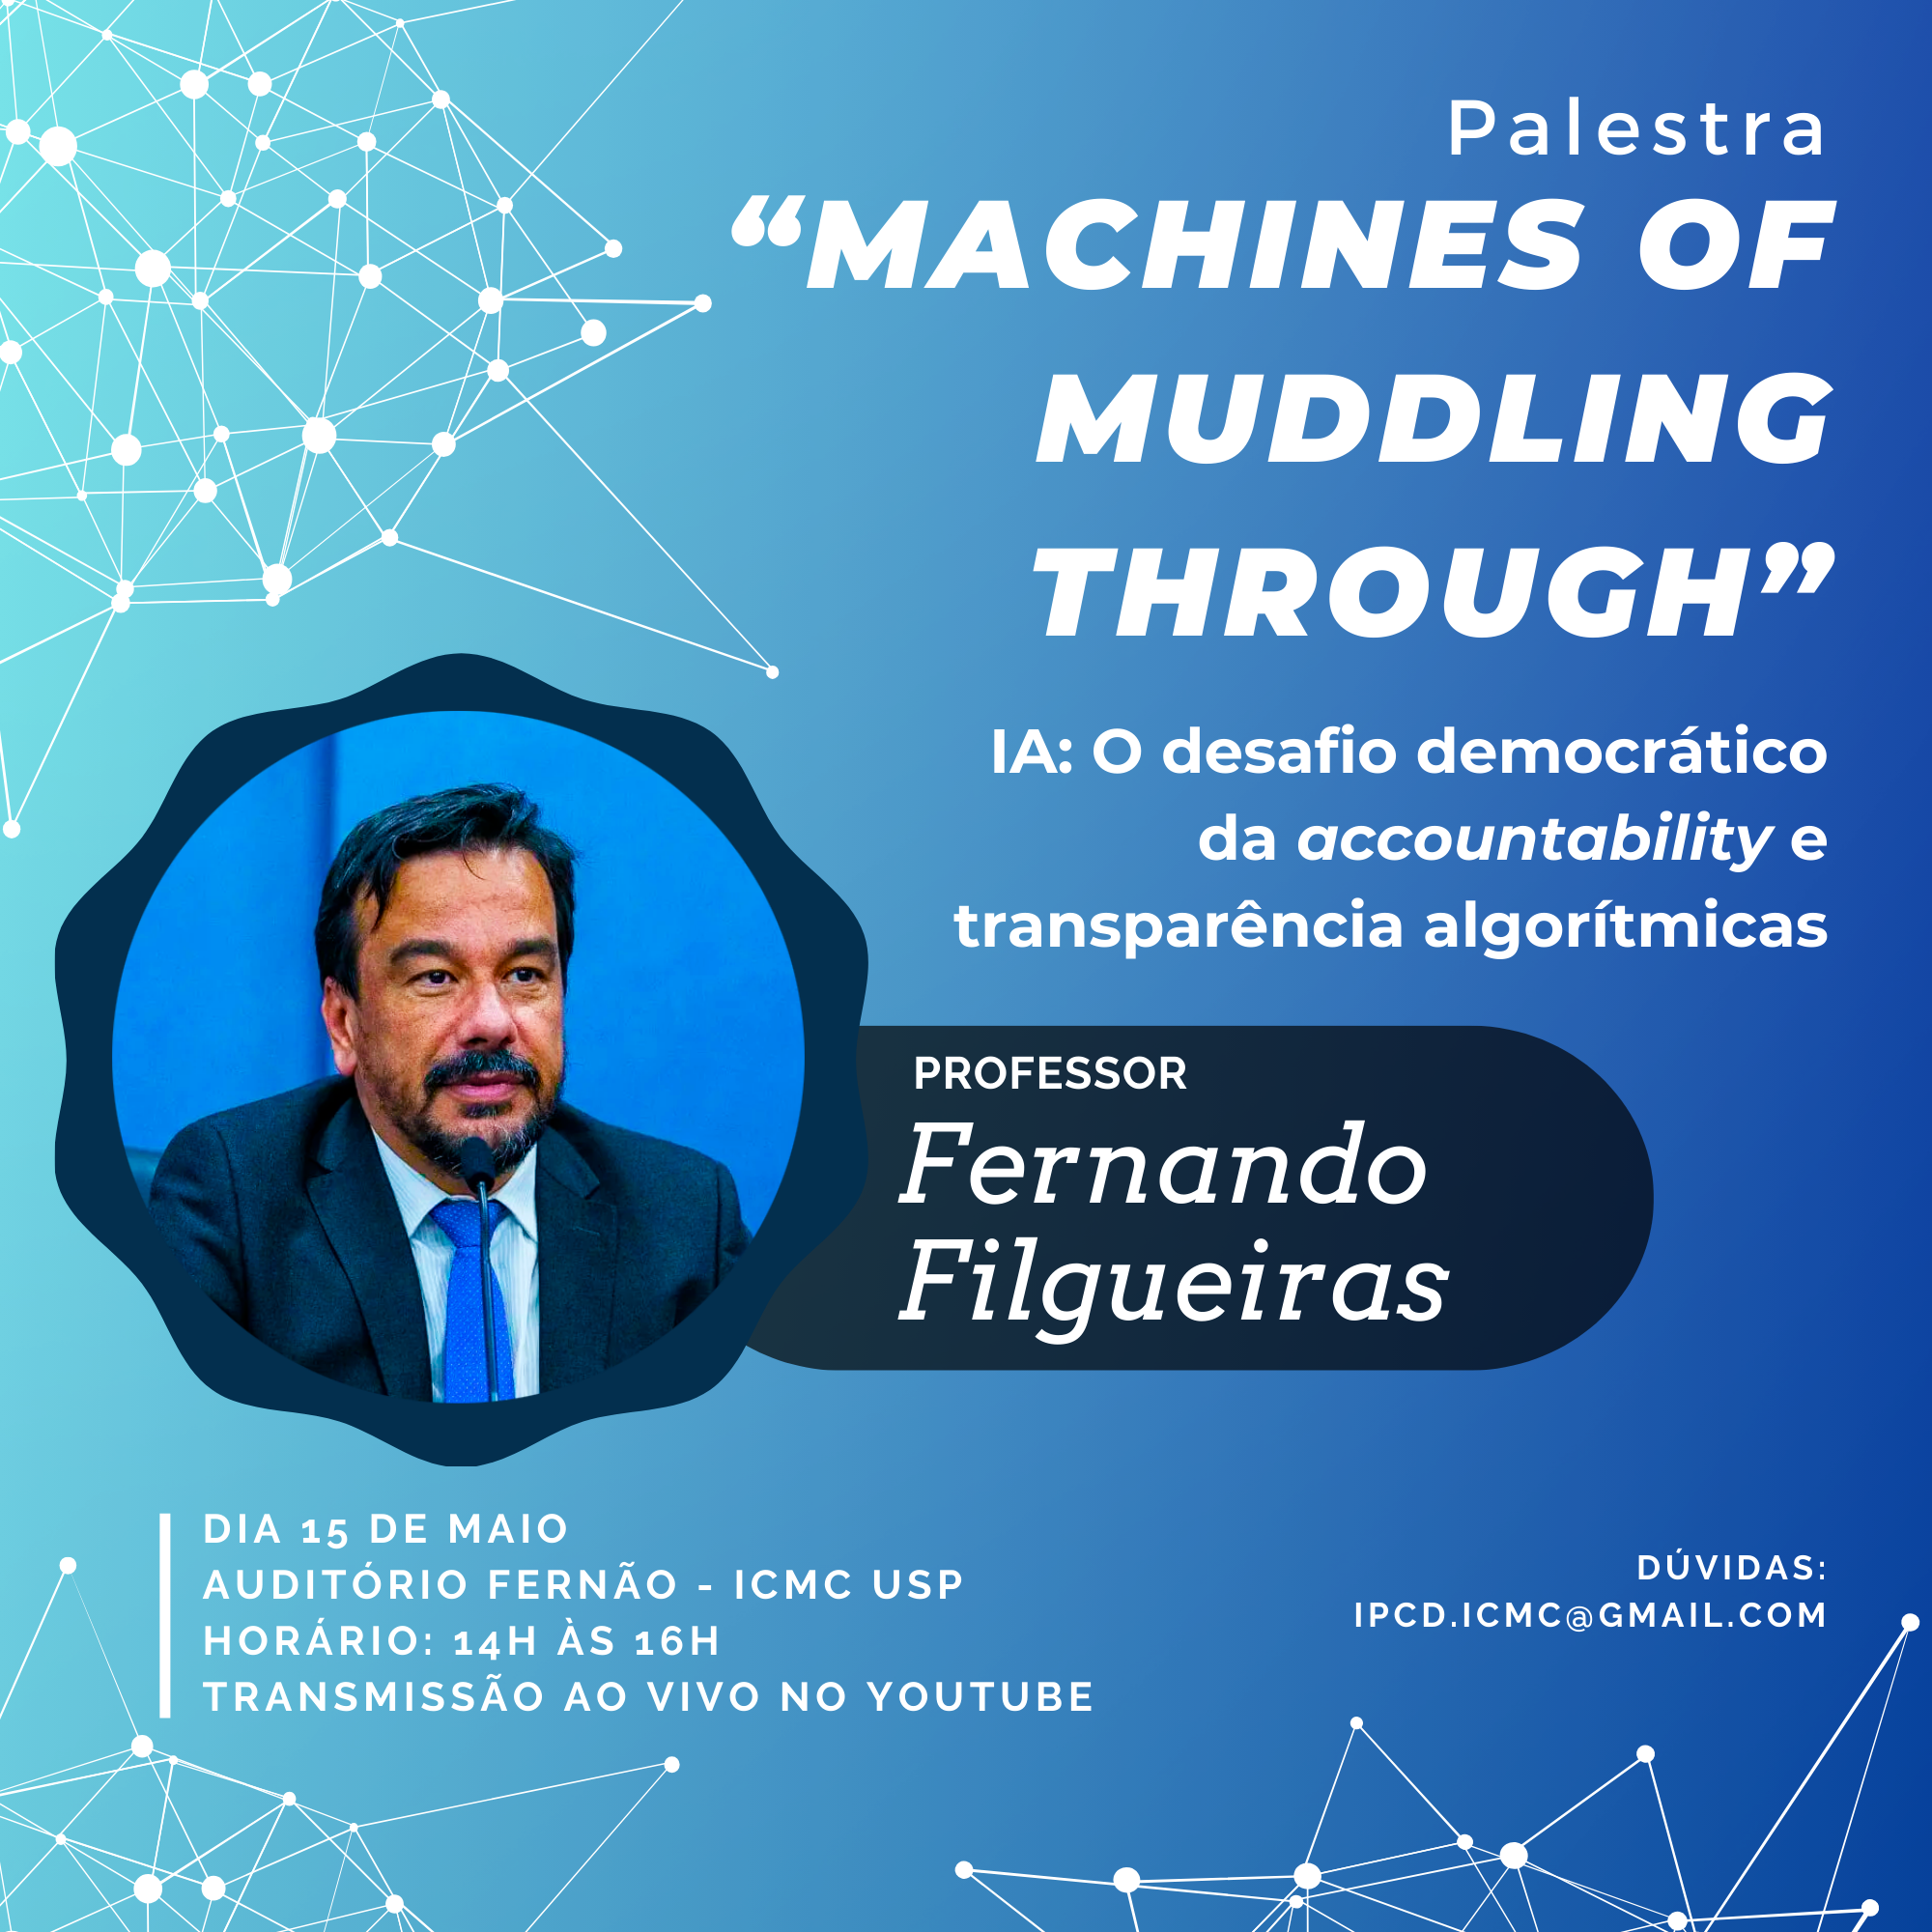 Palestra
“MACHINES OF
MUDDLING
THROUGH”
IA: O desafio democrático
da accountability e
transparência algorítmicas
PROFESSOR
Fernando
Filgueiras
DIA 15 DE MAIO
AUDITÓRIO FERNÃO - ICMC USP
HORÁRIO: 14H ÀS 16H
TRANSMISSÃO AO VIVO NO YOUTUBE
DÚVIDAS:
IPCD.ICMC@GMAIL.COM